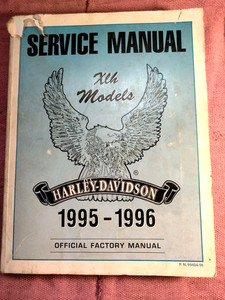 SERVICE MANUAL
Xlh
Models
HARLEY-DAVIDSON
1995-1996
OFFICIAL FACTORY MANUAL